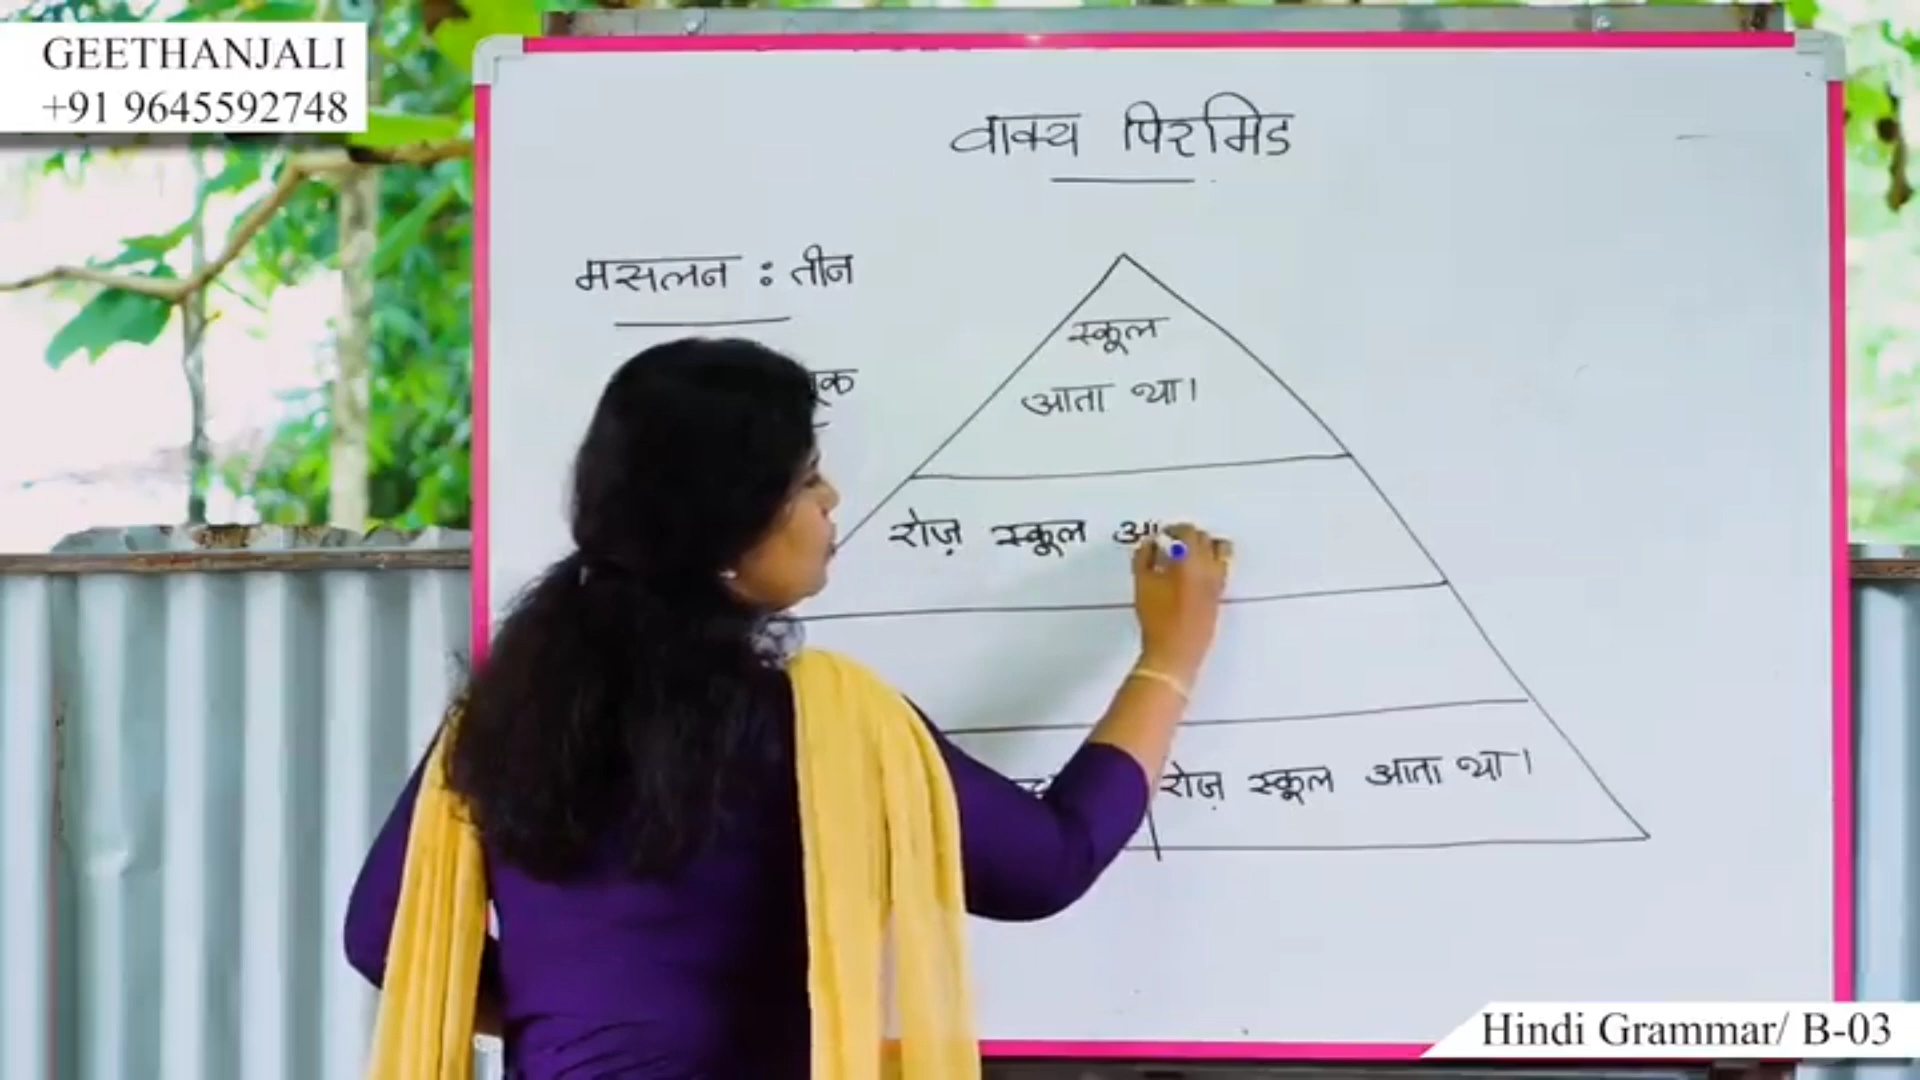 GEETHANJALI
+91 9645592748
वाक्य पिरमिड
मसलन : तीन
स्कूल
आता था।
रोज़ स्कूल आ
रोज़ स्कूल आता था।
Hindi Grammar/ B-03